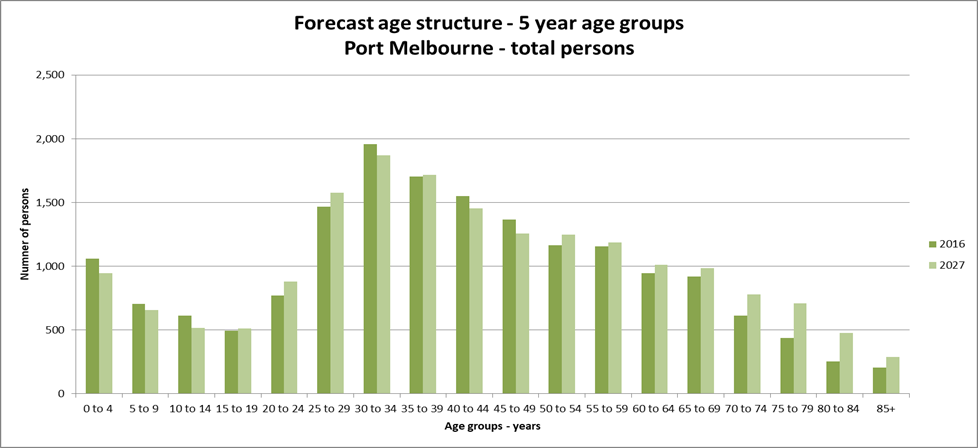 Forecast age structure - 5 year age groups
Port Melbourne - total persons
2,500
2,000
1,500
1,000
500
0
Numner of persons
0 to 4 5 to 9 10 to 14 15 to 19 20 to 24 25 to 29 30 to 34 35 to 39 40 to 44 45 to 49 50 to 54 55 to 59 60 to 64 65 to 69 70 to 74 75 to 79 80 to 84 85+
Age groups - years
2016
2027